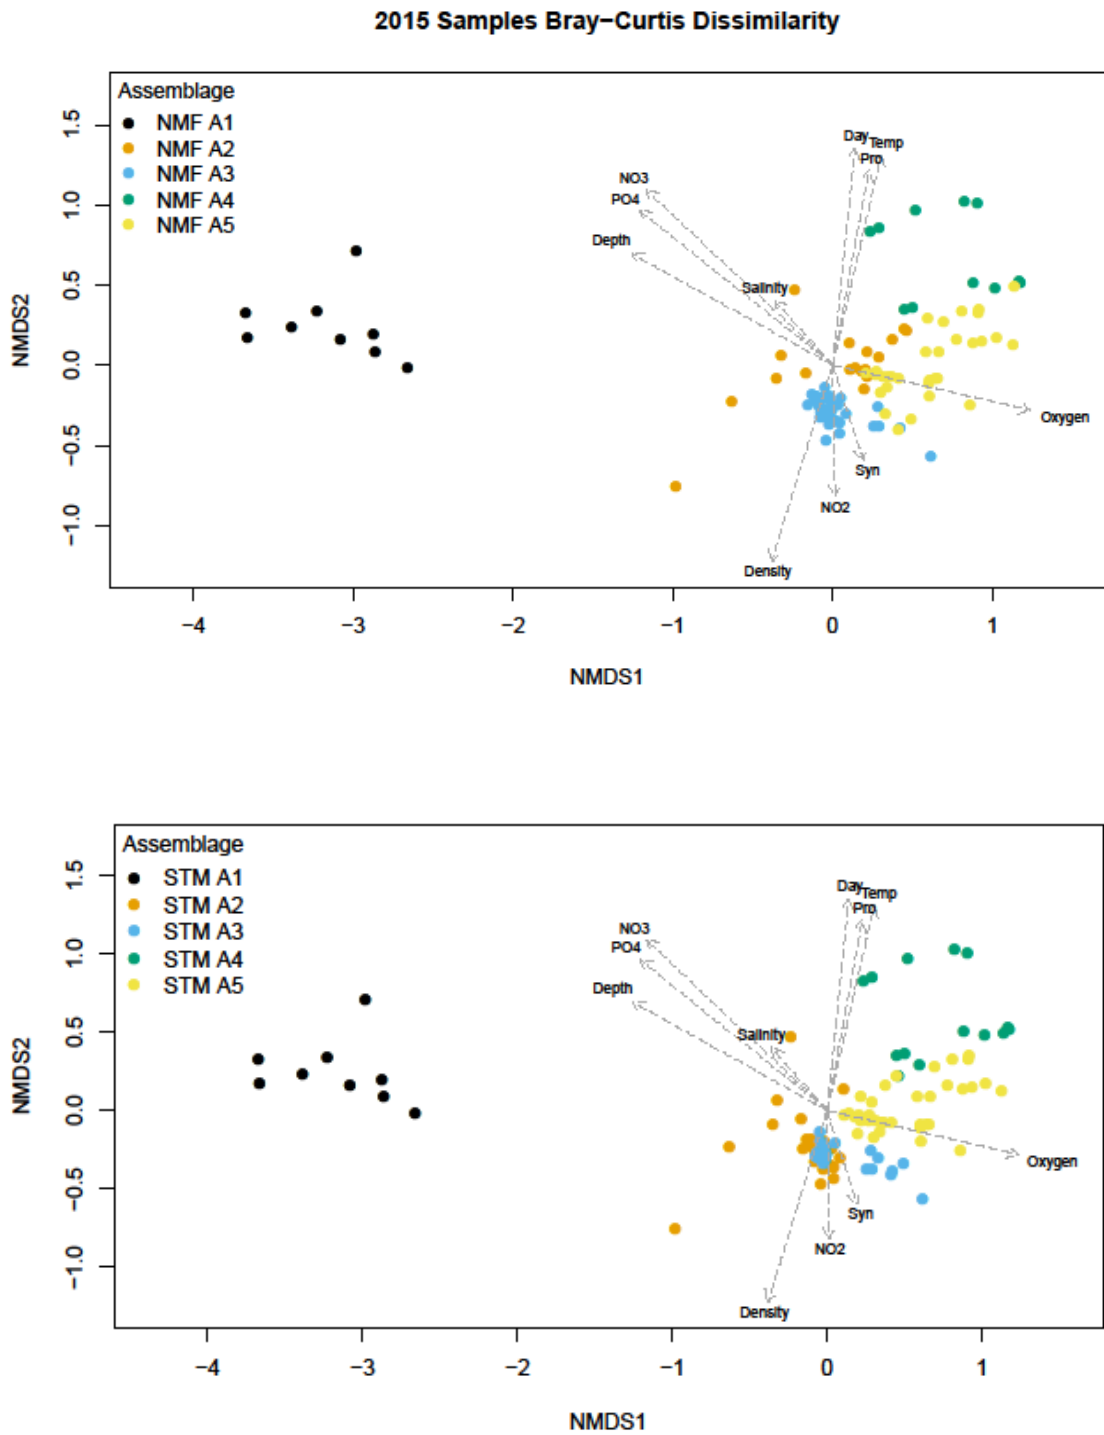 2015 Samples Bray−Curtis Dissimilarity
Assemblage
NMF A1
NMF A2
NMF A3
NMF A4
NMF A5
NMDS2
1.5
1.0
0.5
0.0
−0.5
−1.0
Day
Temp
Pro
NO3
PO4
Depth
Salinity
Oxygen
Syn
NO2
Density
−4 −3 −2 −1 0 1
NMDS1
Assemblage
STM A1
STM A2
STM A3
STM A4
STM A5
NMDS2
1.5
1.0
0.5
0.0
−0.5
−1.0
Day
Temp
Pro
NO3
PO4
Depth
Salinity
Oxygen
Syn
NO2
Density
−4 −3 −2 −1 0 1
NMDS1